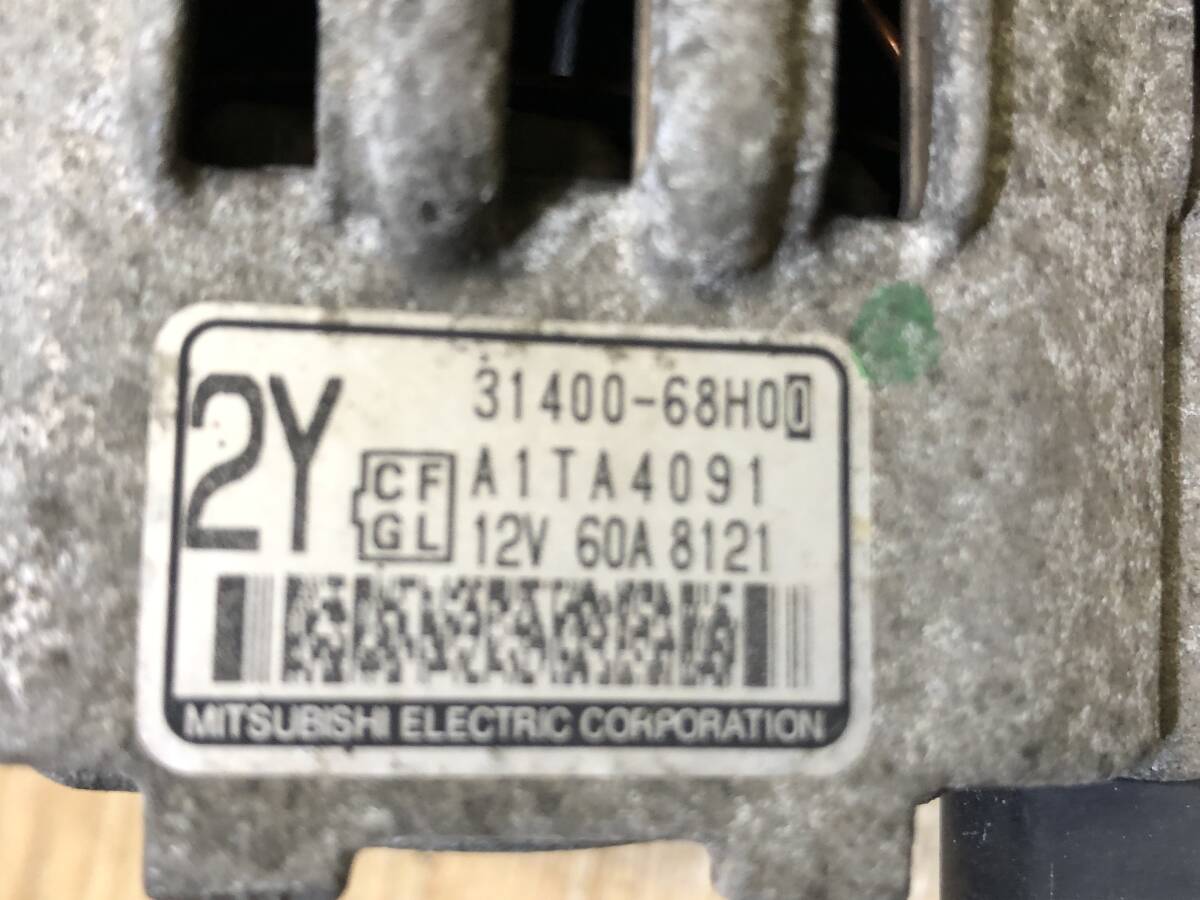 2Y
31400-68H00
CF
GL
A1TA4091
12V 60A 8121
MITSUBISHI ELECTRIC CORPORATION